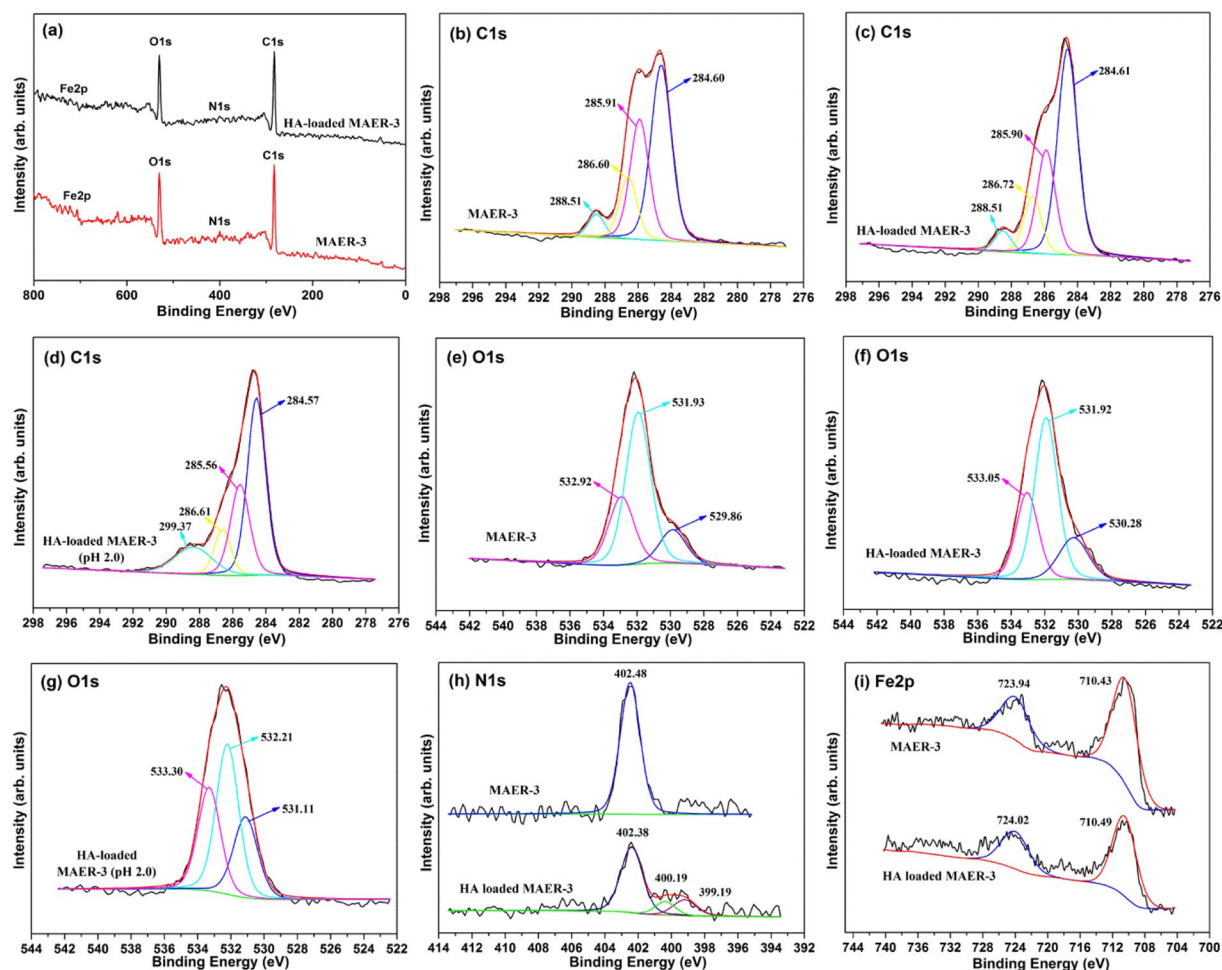 (a)
O1s
C1s
Fe2p
N1s
HA-loaded MAER-3
O1s
C1s
Fe2p
N1s
MAER-3
Intensity (arb. units)
800 600 400 200 0
Binding Energy (eV)
(b) C1s
284.60
285.91
286.60
288.51
MAER-3
Intensity (arb. units)
298 296 294 292 290 288 286 284 282 280 278 276
Binding Energy (eV)
(c) C1s
284.61
285.90
286.72
288.51
HA-loaded MAER-3
Intensity (arb. units)
298 296 294 292 290 288 286 284 282 280 278 276
Binding Energy (eV)
(d) C1s
284.57
285.56
286.61
299.37
HA-loaded MAER-3
(pH 2.0)
Intensity (arb. units)
298 296 294 292 290 288 286 284 282 280 278 276
Binding Energy (eV)
(e) O1s
531.93
532.92
529.86
MAER-3
Intensity (arb. units)
544 542 540 538 536 534 532 530 528 526 524 522
Binding Energy (eV)
(f) O1s
531.92
533.05
530.28
HA-loaded MAER-3
Intensity (arb. units)
544 542 540 538 536 534 532 530 528 526 524 522
Binding Energy (eV)
(g) O1s
532.21
533.30
531.11
HA-loaded
MAER-3 (pH 2.0)
Intensity (arb. units)
544 542 540 538 536 534 532 530 528 526 524 522
Binding Energy (eV)
(h) N1s
402.48
MAER-3
402.38
400.19
399.19
HA loaded MAER-3
Intensity (arb. units)
414 412 410 408 406 404 402 400 398 396 394 392
Binding Energy (eV)
(i) Fe2p
723.94
710.43
MAER-3
724.02
710.49
HA loaded MAER-3
Intensity (arb. units)
744 740 736 732 728 724 720 716 712 708 704 700
Binding Energy (eV)